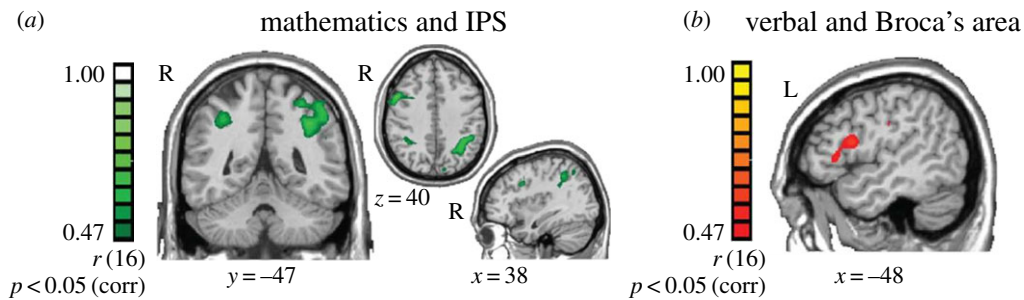 (a) mathematics and IPS
1.00
R
R
z = 40
R
0.47
r (16)
p < 0.05 (corr)
y = –47
x = 38
(b) verbal and Broca's area
1.00
L
0.47
r (16)
p < 0.05 (corr)
x = –48